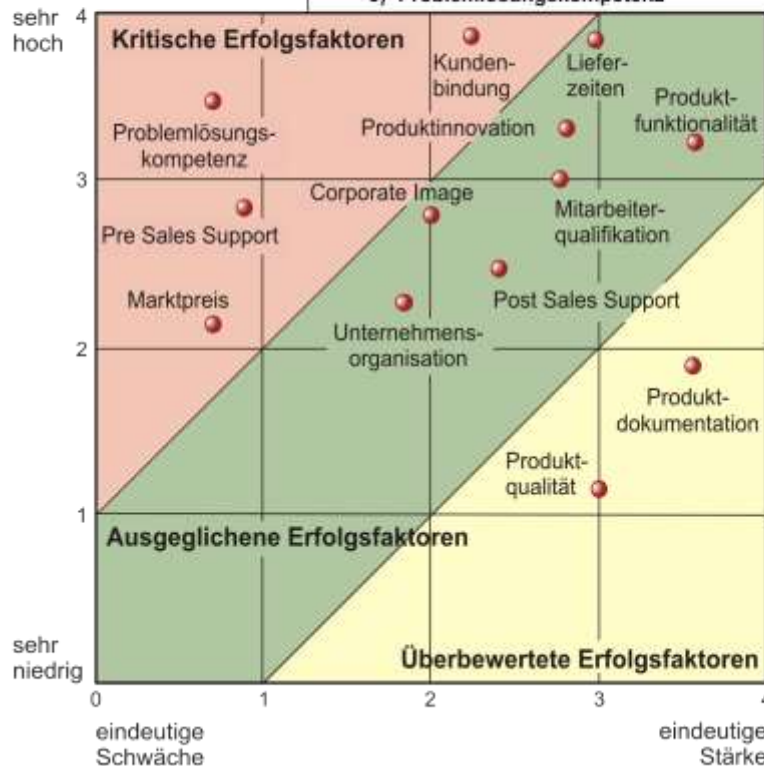 c) Problemlösungskompetenz
sehr
hoch
4
Kritische Erfolgsfaktoren
Kunden-
bindung
Liefer-
zeiten
Produkt-
funktionalität
Problemlösungs-
kompetenz
Produktinnovation
3
Corporate Image
Mitarbeiter-
qualifikation
Pre Sales Support
Marktpreis
Post Sales Support
Unternehmens-
organisation
2
Produkt-
dokumentation
Produkt-
qualität
1
Ausgeglichene Erfolgsfaktoren
sehr
niedrig
Überbewertete Erfolgsfaktoren
0
1
2
3
4
eindeutige
Schwäche
eindeutige
Stärke